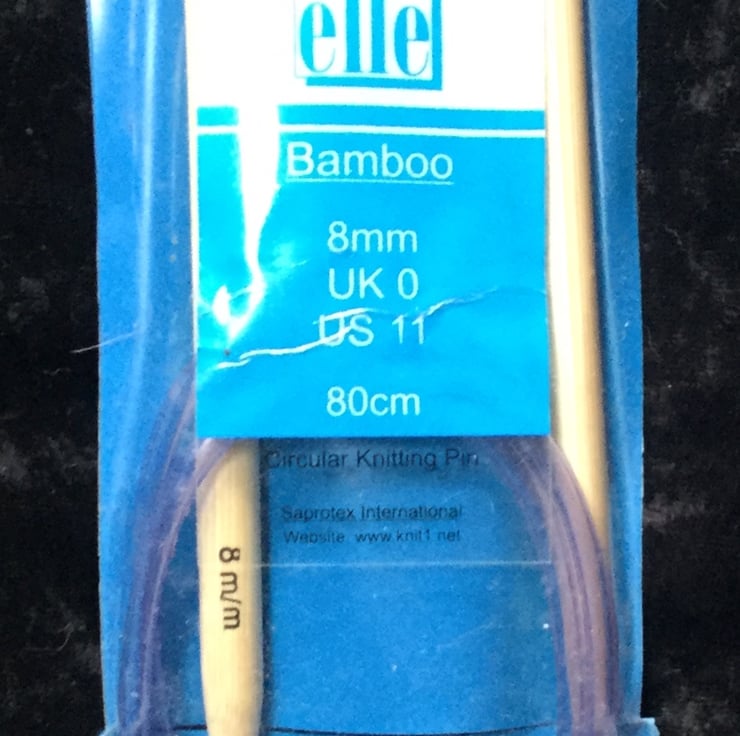 elle
Bamboo
8mm
UK 0
US 11
80cm
Circular Knitting Pin
Saprotex International
Website www.knit1.net
8 m/m